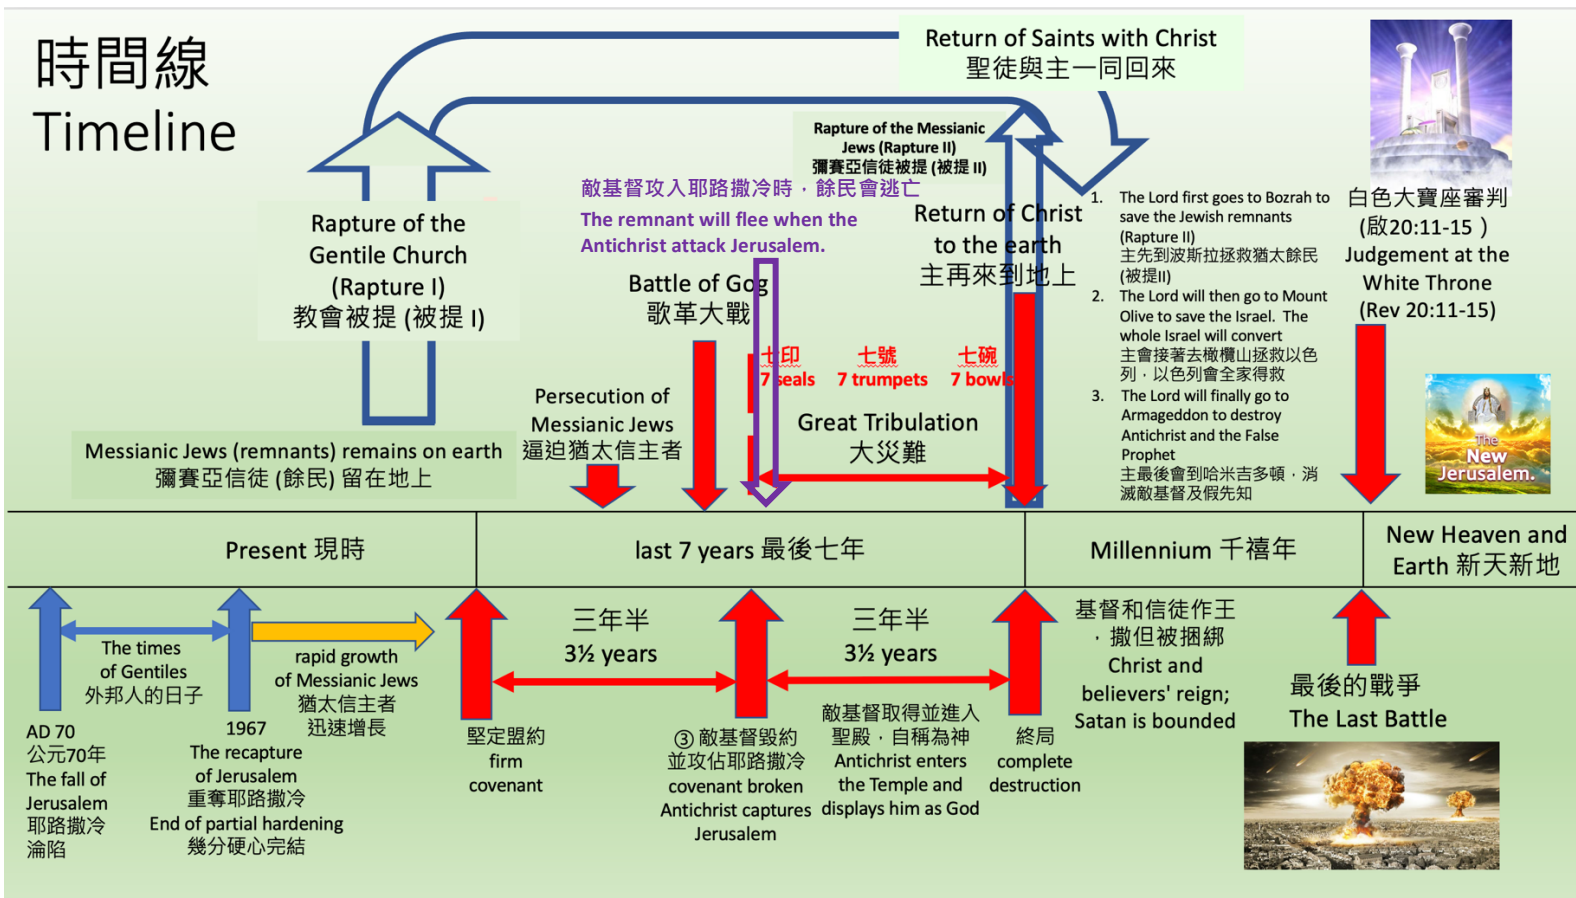 時間線
Timeline
Return of Saints with Christ
聖徒與主一同回來
Rapture of the
Gentile Church
(Rapture I)
教會被提 (被提 I)
Messianic Jews (remnants) remains on earth
彌賽亞信徒 (餘民) 留在地上
Rapture of the Messianic
Jews (Rapture II)
彌賽亞信徒被提 (被提 II)
敵基督攻入耶路撒冷時，餘民會逃亡
The remnant will flee when the
Antichrist attack Jerusalem.
Battle of Gog
歌革大戰
Persecution of
Messianic Jews
逼迫猶太信主者
七印 七號 七碗
7 seals 7 trumpets 7 bowls
Great Tribulation
大災難
Return of Christ
to the earth
主再來到地上
1. The Lord first goes to Bozrah to
save the Jewish remnants
(Rapture II)
主先到波斯拉拯救猶太餘民
(被提II)
2. The Lord will then go to Mount
Olive to save the Israel. The
whole Israel will convert
主會接著去橄欖山拯救以色
列，以色列會全家得救
3. The Lord will finally go to
Armageddon to destroy
Antichrist and the False
Prophet
主最後會到哈米吉多頓，消
滅敵基督及假先知
白色大寶座審判
(啟20:11-15 )
Judgement at the
White Throne
(Rev 20:11-15)
The
New
Jerusalem.
Present 現時
last 7 years 最後七年
Millennium 千禧年
New Heaven and
Earth 新天新地
The times
of Gentiles
外邦人的日子
AD 70
公元70年
The fall of
Jerusalem
耶路撒冷
淪陷
1967
The recapture
of Jerusalem
重奪耶路撒冷
End of partial hardening
幾分硬心完結
rapid growth
of Messianic Jews
猶太信主者
迅速增長
堅定盟約
firm
covenant
三年半
3½ years
③ 敵基督毀約
並攻佔耶路撒冷
covenant broken
Antichrist captures
Jerusalem
三年半
3½ years
敵基督取得並進入
聖殿，自稱為神
Antichrist enters
the Temple and
displays him as God
終局
complete
destruction
基督和信徒作王
，撒但被捆綁
Christ and
believers' reign;
Satan is bounded
最後的戰爭
The Last Battle